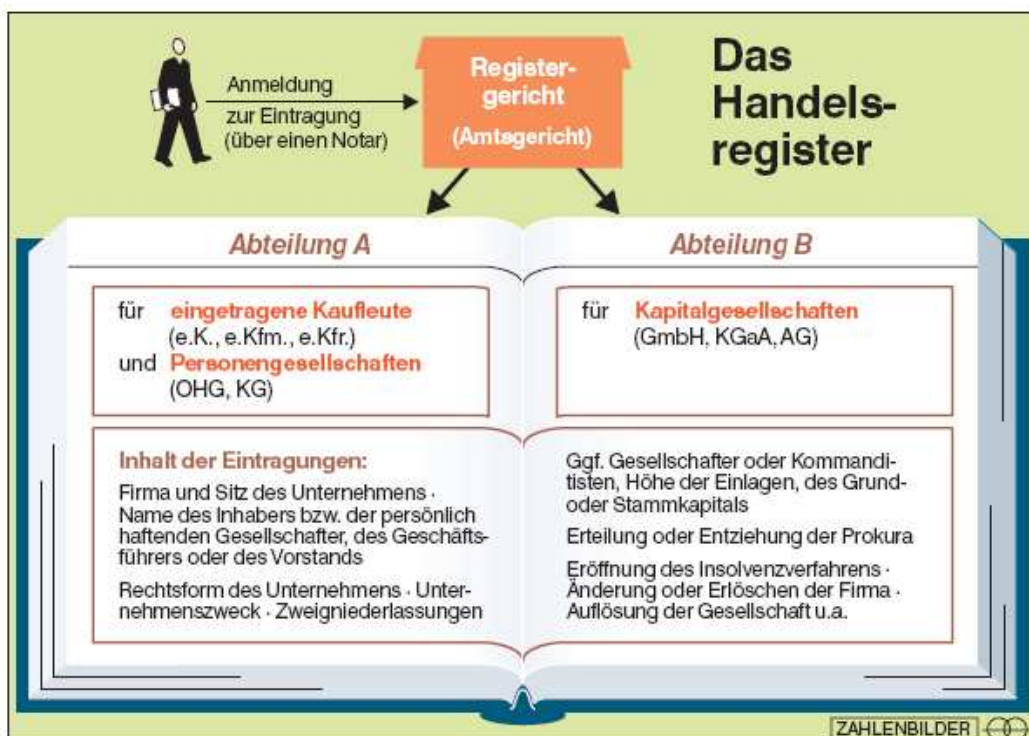 Das
Handels-
register
Anmeldung
zur Eintragung
(über einen Notar)
Register-
gericht
(Amtsgericht)
Abteilung A
für eingetragene Kaufleute
(e.K., e.Kfm., e.Kfr.)
und Personengesellschaften
(OHG, KG)
Abteilung B
für Kapitalgesellschaften
(GmbH, KGaA, AG)
Inhalt der Eintragungen:
Firma und Sitz des Unternehmens ·
Name des Inhabers bzw. der persönlich
haftenden Gesellschafter, des Geschäfts-
führers oder des Vorstands
Rechtsform des Unternehmens · Unter-
nehmenszweck · Zweigniederlassungen
Ggf. Gesellschafter oder Kommandi-
tisten, Höhe der Einlagen, des Grund-
oder Stammkapitals
Erteilung oder Entziehung der Prokura
Eröffnung des Insolvenzverfahrens ·
Änderung oder Erlöschen der Firma ·
Auflösung der Gesellschaft u.a.
ZAHLENBILDER